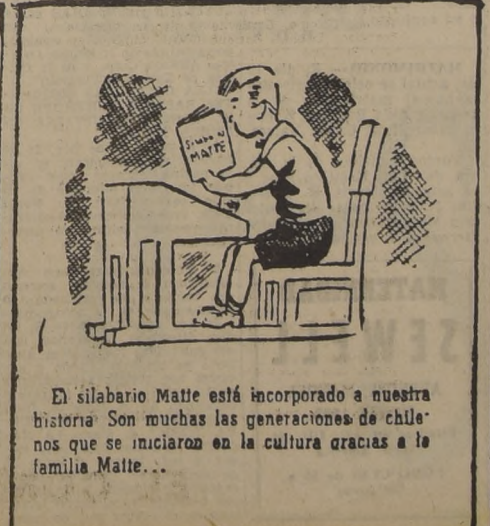 SILABARIO
MATTE
El silabario Matte está incorporado a nuestra
historia Son muchas las generaciones de chile-
nos que se iniciaron en la cultura gracias a la
familia Matte...